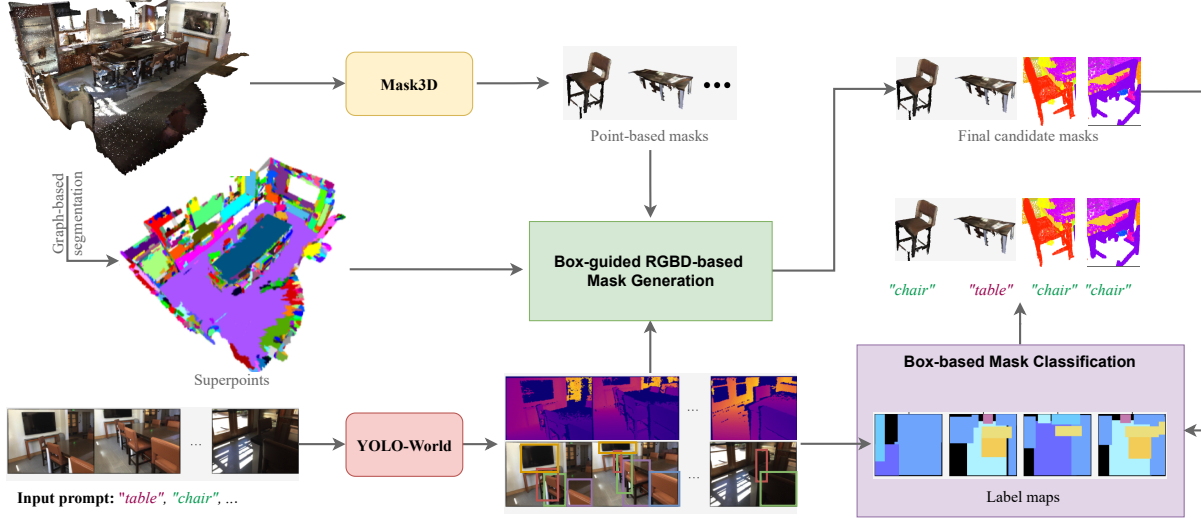 Mask3D
Point-based masks
Final candidate masks
Graph-based
segmentation
Box-guided RGBD-based
Mask Generation
"chair" "table" "chair" "chair"
Superpoints
Box-based Mask Classification
YOLO-World
Label maps
Input prompt: "table", "chair", ...